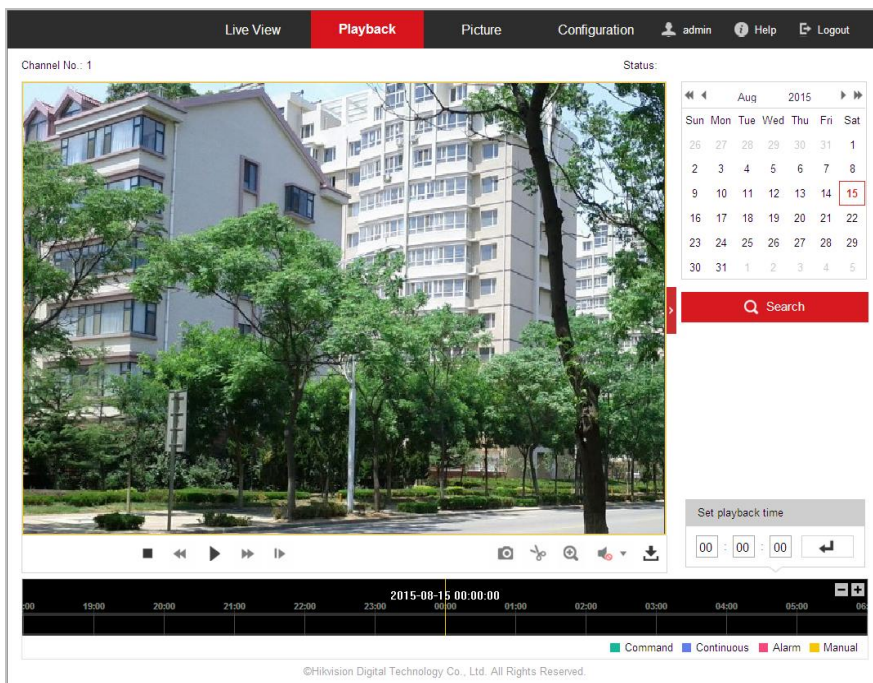 Live View Playback Picture Configuration admin Help Logout
Channel No.: 1 Status:
Aug 2015
Sun Mon Tue Wed Thu Fri Sat
26 27 28 29 30 31 1
2 3 4 5 6 7 8
9 10 11 12 13 14 15
16 17 18 19 20 21 22
23 24 25 26 27 28 29
30 31 1 2 3 4 5
Search
Set playback time
00 : 00 : 00
2015-08-15 00:00:00
:00 19:00 20:00 21:00 22:00 23:00 00:00 01:00 02:00 03:00 04:00 05:00 06:
Command Continuous Alarm Manual
©Hikvision Digital Technology Co., Ltd. All Rights Reserved.